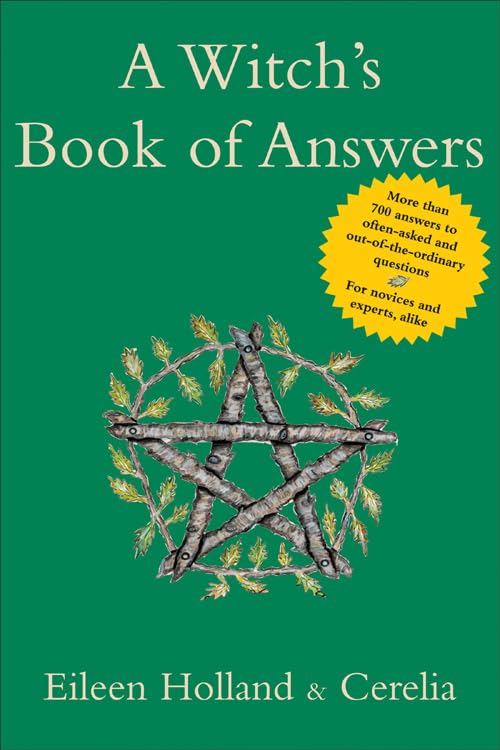 A Witch's
Book of Answers
More than
700 answers to
often-asked and
out-of-the-ordinary
questions
For novices and
experts, alike
Eileen Holland & Cerelia